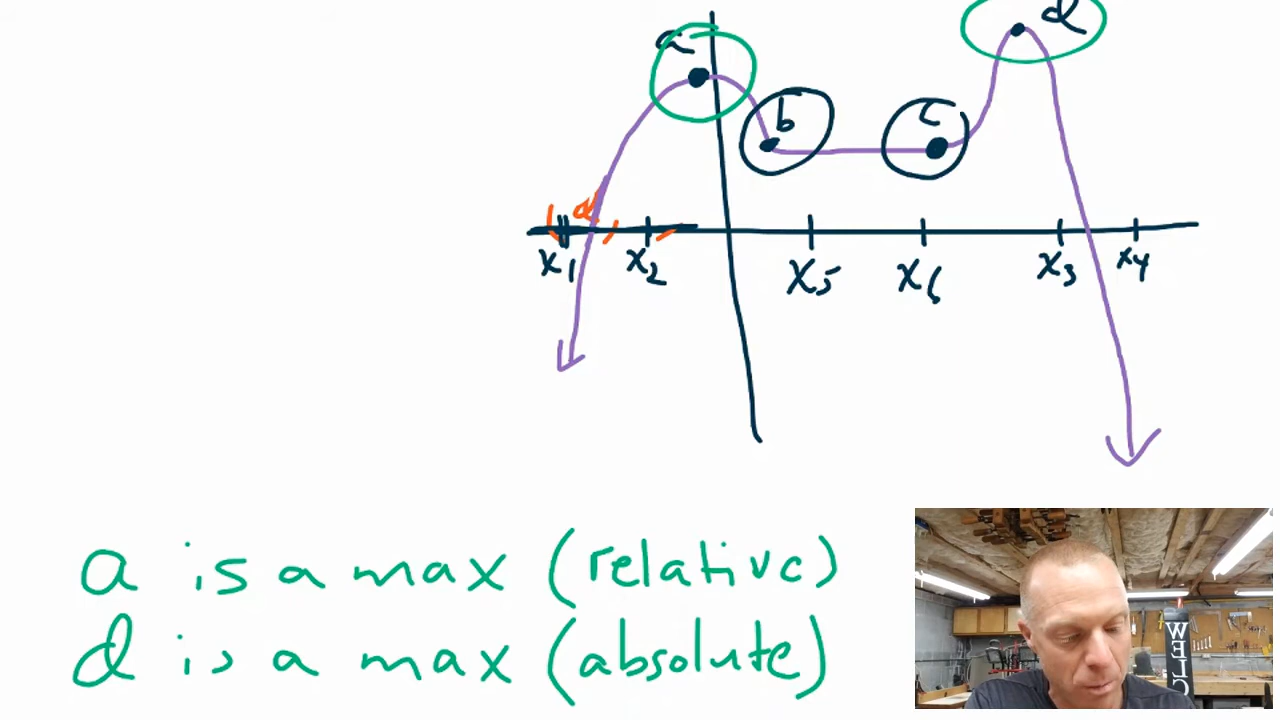 a
d
b
c
d
x1
x2
x5
x6
x3
x4
a is a max (relative)
d is a max (absolute)